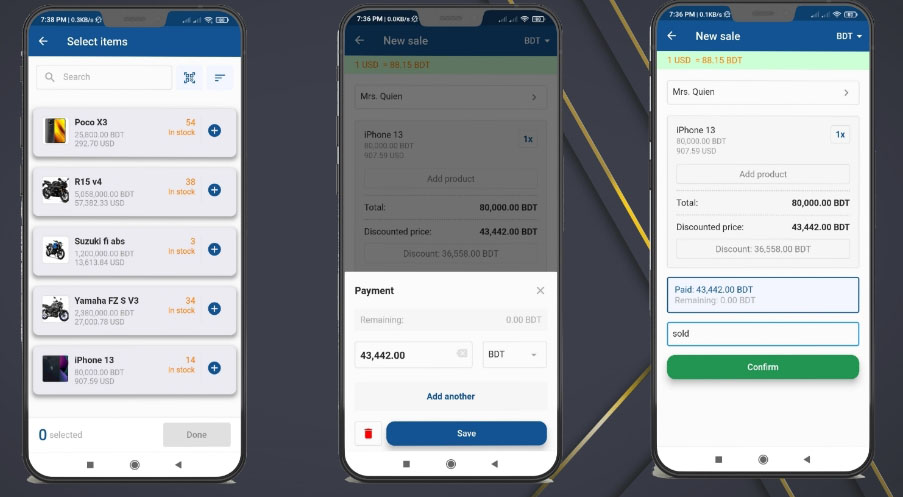 7:38 PM | 0.3KB/s
Select items
Search
Poco X3
25,800.00 BDT
292.70 USD
54
In stock
R15 v4
5,058,000.00 BDT
57,382.33 USD
38
In stock
Suzuki fi abs
1,200,000.00 BDT
13,613.84 USD
3
In stock
Yamaha FZ S V3
2,380,000.00 BDT
27,000.78 USD
34
In stock
iPhone 13
80,000.00 BDT
907.59 USD
14
In stock
0 selected
Done
7:36 PM | 0.0KB/s
New sale
BDT
1 USD = 88.15 BDT
Mrs. Quien
iPhone 13
80,000.00 BDT
907.59 USD
1x
Add product
Total: 80,000.00 BDT
Discounted price: 43,442.00 BDT
Discount: 36,558.00 BDT
Payment
Remaining: 0.00 BDT
43,442.00
BDT
Add another
Save
7:36 PM | 0.1KB/s
New sale
BDT
1 USD = 88.15 BDT
Mrs. Quien
iPhone 13
80,000.00 BDT
907.59 USD
1x
Add product
Total: 80,000.00 BDT
Discounted price: 43,442.00 BDT
Discount: 36,558.00 BDT
Paid: 43,442.00 BDT
Remaining: 0.00 BDT
sold
Confirm